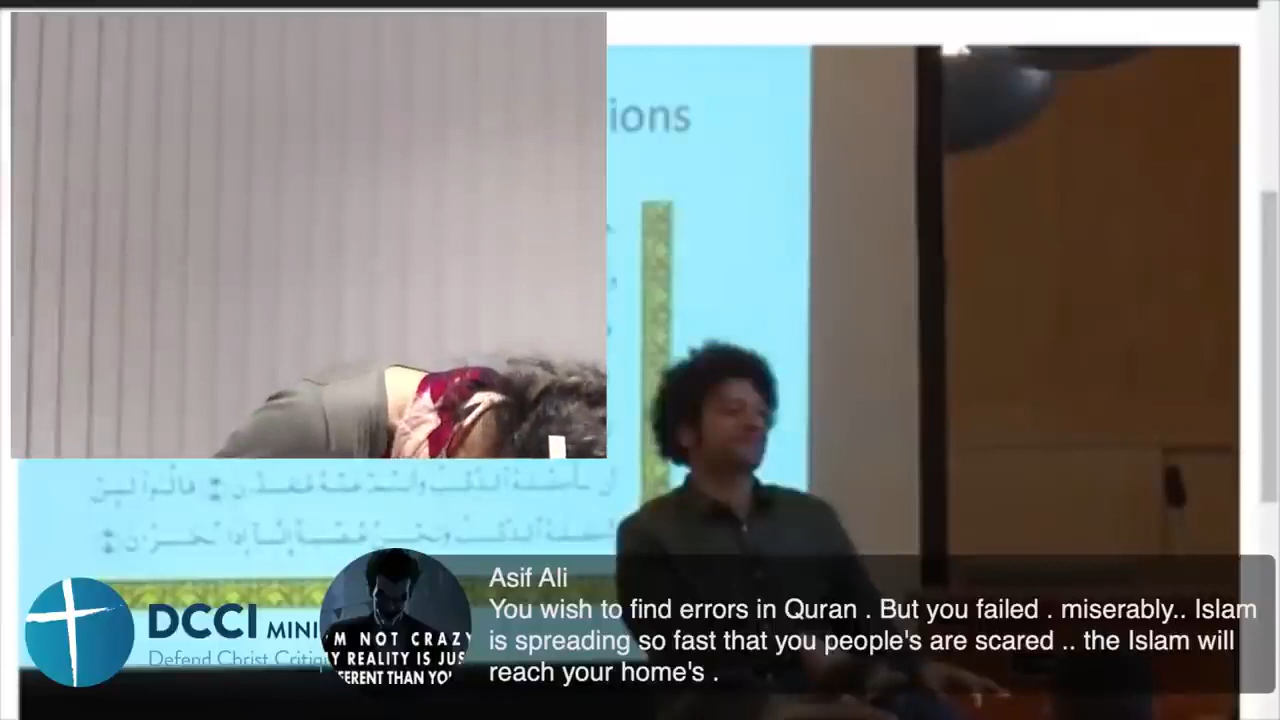 ions
DCCI MINI
Defend Christ Critiq
'M NOT CRAZY
Y REALITY IS JUS
FERENT THAN YO
Asif Ali
You wish to find errors in Quran . But you failed . miserably.. Islam
is spreading so fast that you people's are scared .. the Islam will
reach your home's .